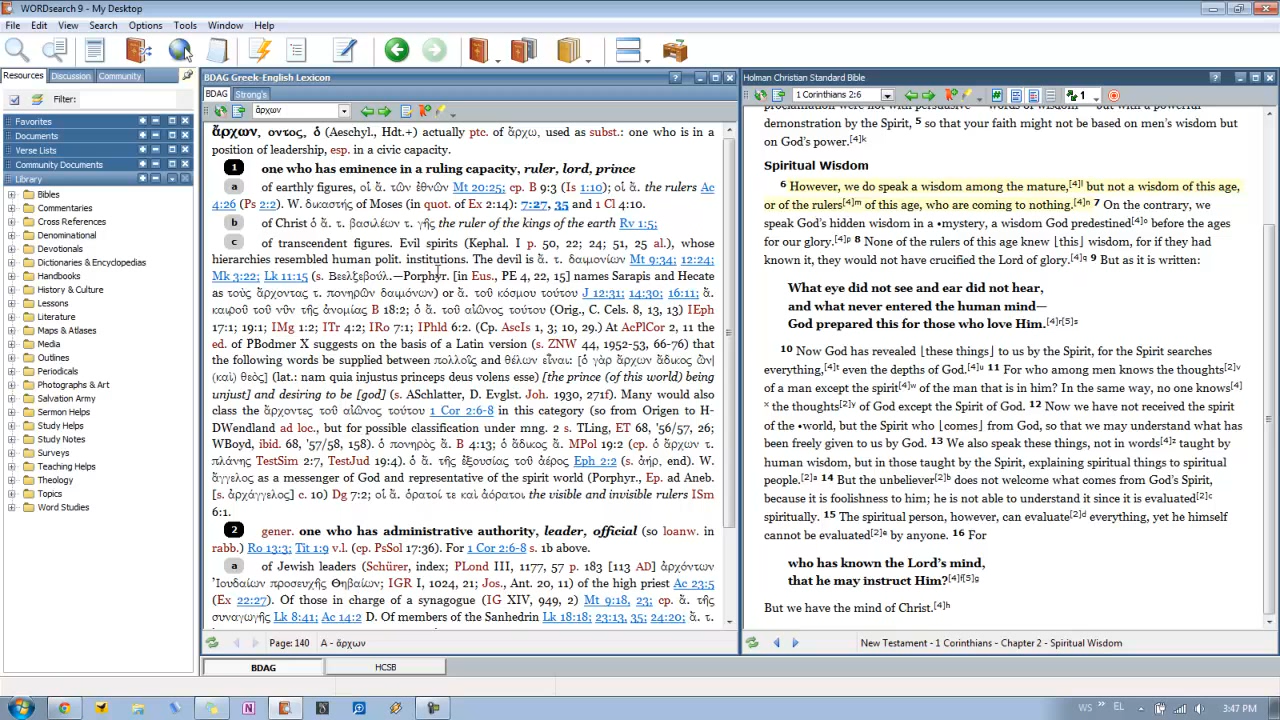 WORDsearch 9 - My Desktop
File Edit View Search Options Tools Window Help
Resources Discussion Community
Filter:
Favorites
Documents
Verse Lists
Community Documents
Library
Bibles
Commentaries
Cross References
Denominational
Devotionals
Dictionaries & Encyclopedias
Handbooks
History & Culture
Lessons
Literature
Maps & Atlases
Media
Outlines
Periodicals
Photographs & Art
Salvation Army
Sermon Helps
Study Helps
Study Notes
Surveys
Teaching Helps
Theology
Topics
Word Studies
BDAG Greek-English Lexicon
BDAG Strong's
ἄρχων
ἄρχων, οντος, ὁ (Aeschyl., Hdt.+) actually ptc. of ἄρχω, used as subst.: one who is in a
position of leadership, esp. in a civic capacity.
1 one who has eminence in a ruling capacity, ruler, lord, prince
a of earthly figures, οἱ ἄ. τῶν ἐθνῶν Mt 20:25; cp. B 9:3 (Is 1:10); οἱ ἄ. the rulers Ac
4:26 (Ps 2:2). W. δικαστής of Moses (in quot. of Ex 2:14): 7:27, 35 and 1 Cl 4:10.
b of Christ ὁ ἄ. τ. βασιλέων τ. γῆς the ruler of the kings of the earth Rv 1:5;
c of transcendent figures. Evil spirits (Kephal. I p. 50, 22; 24; 51, 25 al.), whose
hierarchies resembled human polit. institutions. The devil is ἄ. τ. δαιμονίων Mt 9:34; 12:24;
Mk 3:22; Lk 11:15 (s. Βεελζεβούλ.—Porphyr. [in Eus., PE 4, 22, 15] names Sarapis and Hecate
as τοὺς ἄρχοντας τ. πονηρῶν δαιμόνων) or ἄ. τοῦ κόσμου τούτου J 12:31; 14:30; 16:11; ἄ.
καιροῦ τοῦ νῦν τῆς ἀνομίας B 18:2; ὁ ἄ. τοῦ αἰῶνος τούτου (Orig., C. Cels. 8, 13, 13) IEph
17:1; 19:1; IMg 1:2; ITr 4:2; IRo 7:1; IPhld 6:2. (Cp. AscIs 1, 3; 10, 29.) At AcPlCor 2, 11 the
ed. of PBodmer X suggests on the basis of a Latin version (s. ZNW 44, 1952-53, 66-76) that
the following words be supplied between πολλοῖς and θέλων εἶναι: [ὁ γὰρ ἄρχων ἄδικος ὢν|
(καὶ) θεὸς] (lat.: nam quia injustus princeps deus volens esse) [the prince (of this world) being
unjust] and desiring to be [god] (s. ASchlatter, D. Evglst. Joh. 1930, 271f). Many would also
class the ἄρχοντες τοῦ αἰῶνος τούτου 1 Cor 2:6-8 in this category (so from Origen to H-
DWendland ad loc., but for possible classification under mng. 2 s. TLing, ET 68, '56/57, 26;
WBoyd, ibid. 68, '57/58, 158). ὁ πονηρὸς ἄ. B 4:13; ὁ ἄδικος ἄ. MPol 19:2 (cp. ὁ ἄρχων τ.
πλάνης TestSim 2:7, TestJud 19:4). ὁ ἄ. τῆς ἐξουσίας τοῦ ἀέρος Eph 2:2 (s. ἀήρ, end). W.
ἄγγελος as a messenger of God and representative of the spirit world (Porphyr., Ep. ad Aneb.
[s. ἀρχάγγελος] c. 10) Dg 7:2; οἱ ἄ. ὁρατοί τε καὶ ἀόρατοι the visible and invisible rulers ISm
6:1.
2 gener. one who has administrative authority, leader, official (so loanw. in
rabb.) Ro 13:3; Tit 1:9 v.l. (cp. PsSol 17:36). For 1 Cor 2:6-8 s. 1b above.
a of Jewish leaders (Schürer, index; PLond III, 1177, 57 p. 183 [113 AD] ἀρχόντων
Ἰουδαίων προσευχῆς Θηβαίων; IGR I, 1024, 21; Jos., Ant. 20, 11) of the high priest Ac 23:5
(Ex 22:27). Of those in charge of a synagogue (IG XIV, 949, 2) Mt 9:18, 23; cp. ἄ. τῆς
συναγωγῆς Lk 8:41; Ac 14:2 D. Of members of the Sanhedrin Lk 18:18; 23:13, 35; 24:20; ἄ. τ.
Page: 140 A - ἄρχων
BDAG HCSB
Holman Christian Standard Bible
1 Corinthians 2:6
1
demonstration by the Spirit, 5 so that your faith might not be based on men's wisdom but
on God's power.[4]k
Spiritual Wisdom
6 However, we do speak a wisdom among the mature,[4]l but not a wisdom of this age,
or of the rulers[4]m of this age, who are coming to nothing.[4]n 7 On the contrary, we
speak God's hidden wisdom in a •mystery, a wisdom God predestined[4]o before the ages
for our glory.[4]p 8 None of the rulers of this age knew ⌊this⌋ wisdom, for if they had
known it, they would not have crucified the Lord of glory.[4]q 9 But as it is written:
What eye did not see and ear did not hear,
and what never entered the human mind—
God prepared this for those who love Him.[4]r[5]s
10 Now God has revealed ⌊these things⌋ to us by the Spirit, for the Spirit searches
everything,[4]t even the depths of God.[4]u 11 For who among men knows the thoughts[2]v
of a man except the spirit[4]w of the man that is in him? In the same way, no one knows[4]
x the thoughts[2]y of God except the Spirit of God. 12 Now we have not received the spirit
of the •world, but the Spirit who ⌊comes⌋ from God, so that we may understand what has
been freely given to us by God. 13 We also speak these things, not in words[4]z taught by
human wisdom, but in those taught by the Spirit, explaining spiritual things to spiritual
people.[2]a 14 But the unbeliever[2]b does not welcome what comes from God's Spirit,
because it is foolishness to him; he is not able to understand it since it is evaluated[2]c
spiritually. 15 The spiritual person, however, can evaluate[2]d everything, yet he himself
cannot be evaluated[2]e by anyone. 16 For
who has known the Lord's mind,
that he may instruct Him?[4]f[5]g
But we have the mind of Christ.[4]h
New Testament - 1 Corinthians - Chapter 2 - Spiritual Wisdom
WS EL 3:47 PM